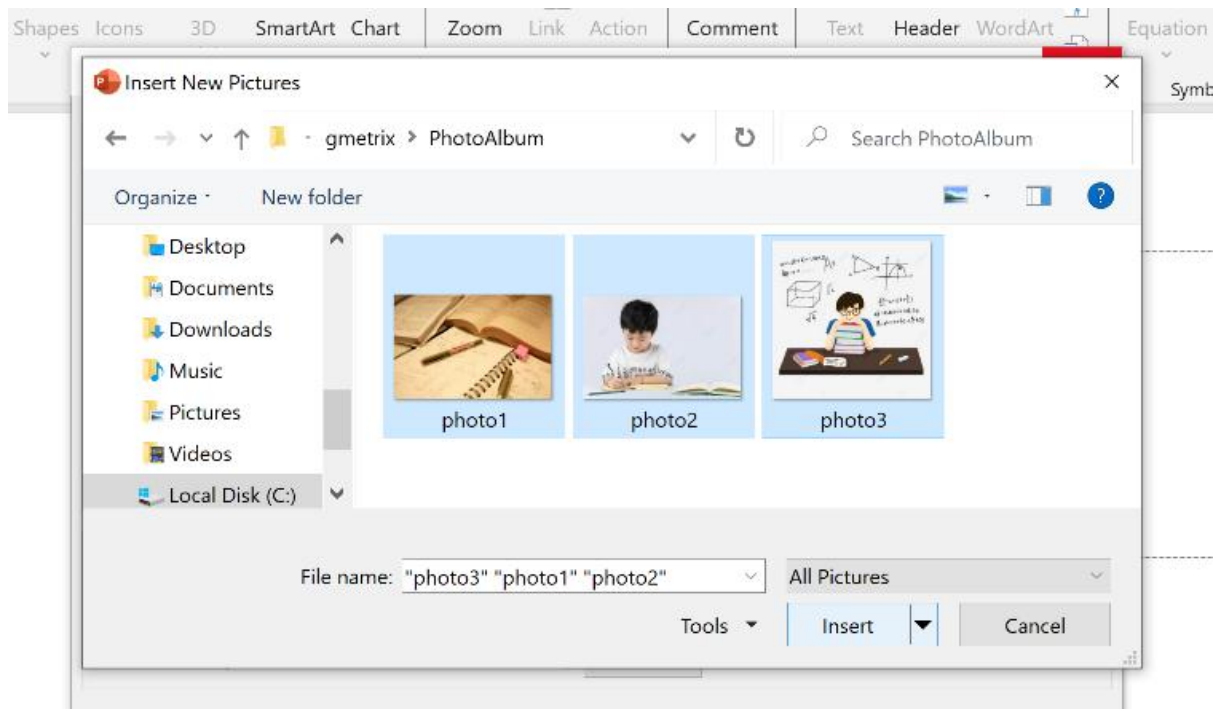 Shapes Icons 3D SmartArt Chart Zoom Link Action Comment Text Header WordArt Equation
Symb
Insert New Pictures
gmetrix > PhotoAlbum
Search PhotoAlbum
Organize
New folder
Desktop
Documents
Downloads
Music
Pictures
Videos
Local Disk (C:)
photo1
photo2
photo3
File name: "photo3" "photo1" "photo2"
All Pictures
Tools
Insert
Cancel